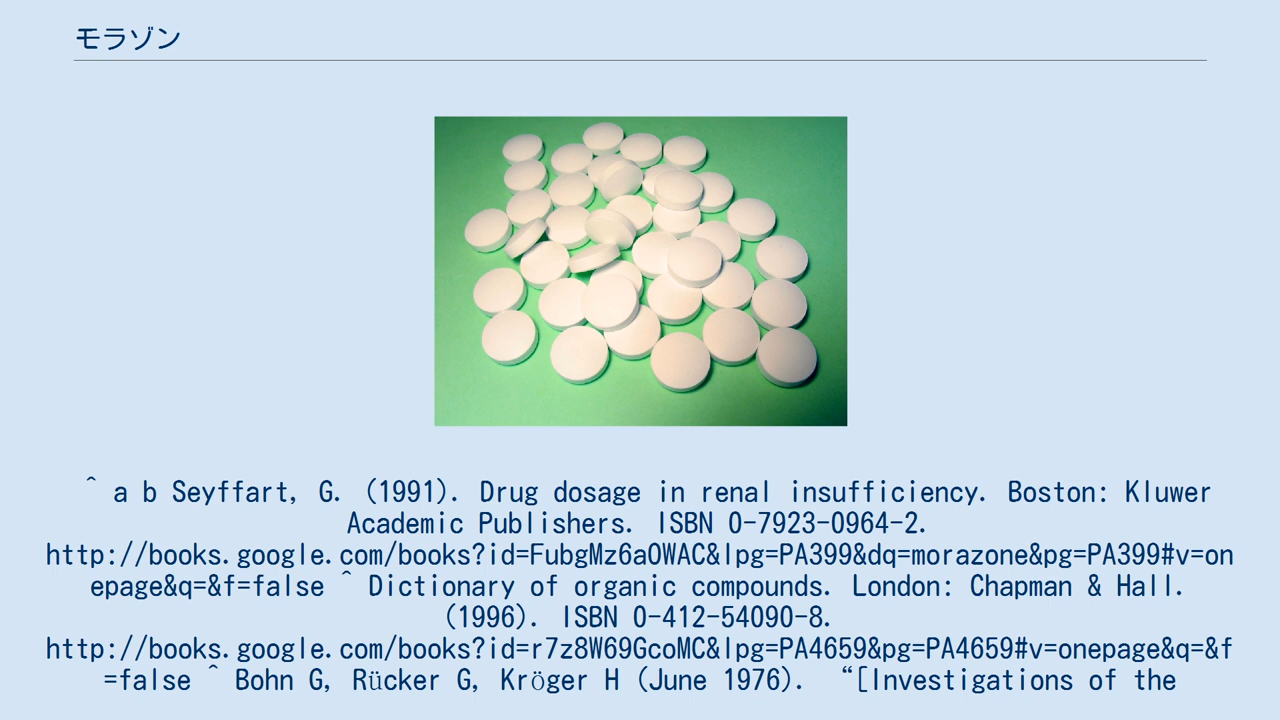 モラゾン
^ a b Seyffart, G. (1991). Drug dosage in renal insufficiency. Boston: Kluwer
Academic Publishers. ISBN 0-7923-0964-2.
http://books.google.com/books?id=FubgMz6a0WAC&lpg=PA399&dq=morazone&pg=PA399#v=on
epage&q=&f=false ^ Dictionary of organic compounds. London: Chapman & Hall.
(1996). ISBN 0-412-54090-8.
http://books.google.com/books?id=r7z8W69GcoMC&lpg=PA4659&pg=PA4659#v=onepage&q=&f
=false ^ Bohn G, Rücker G, Kröger H (June 1976). “[Investigations of the